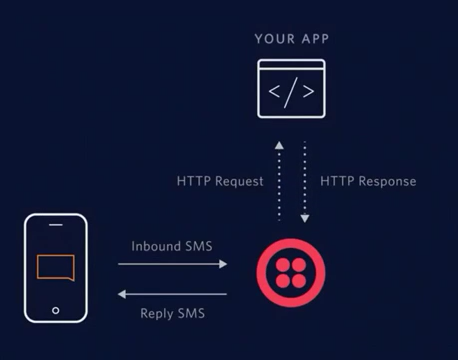 YOUR APP
</>
HTTP Request
HTTP Response
Inbound SMS
Reply SMS